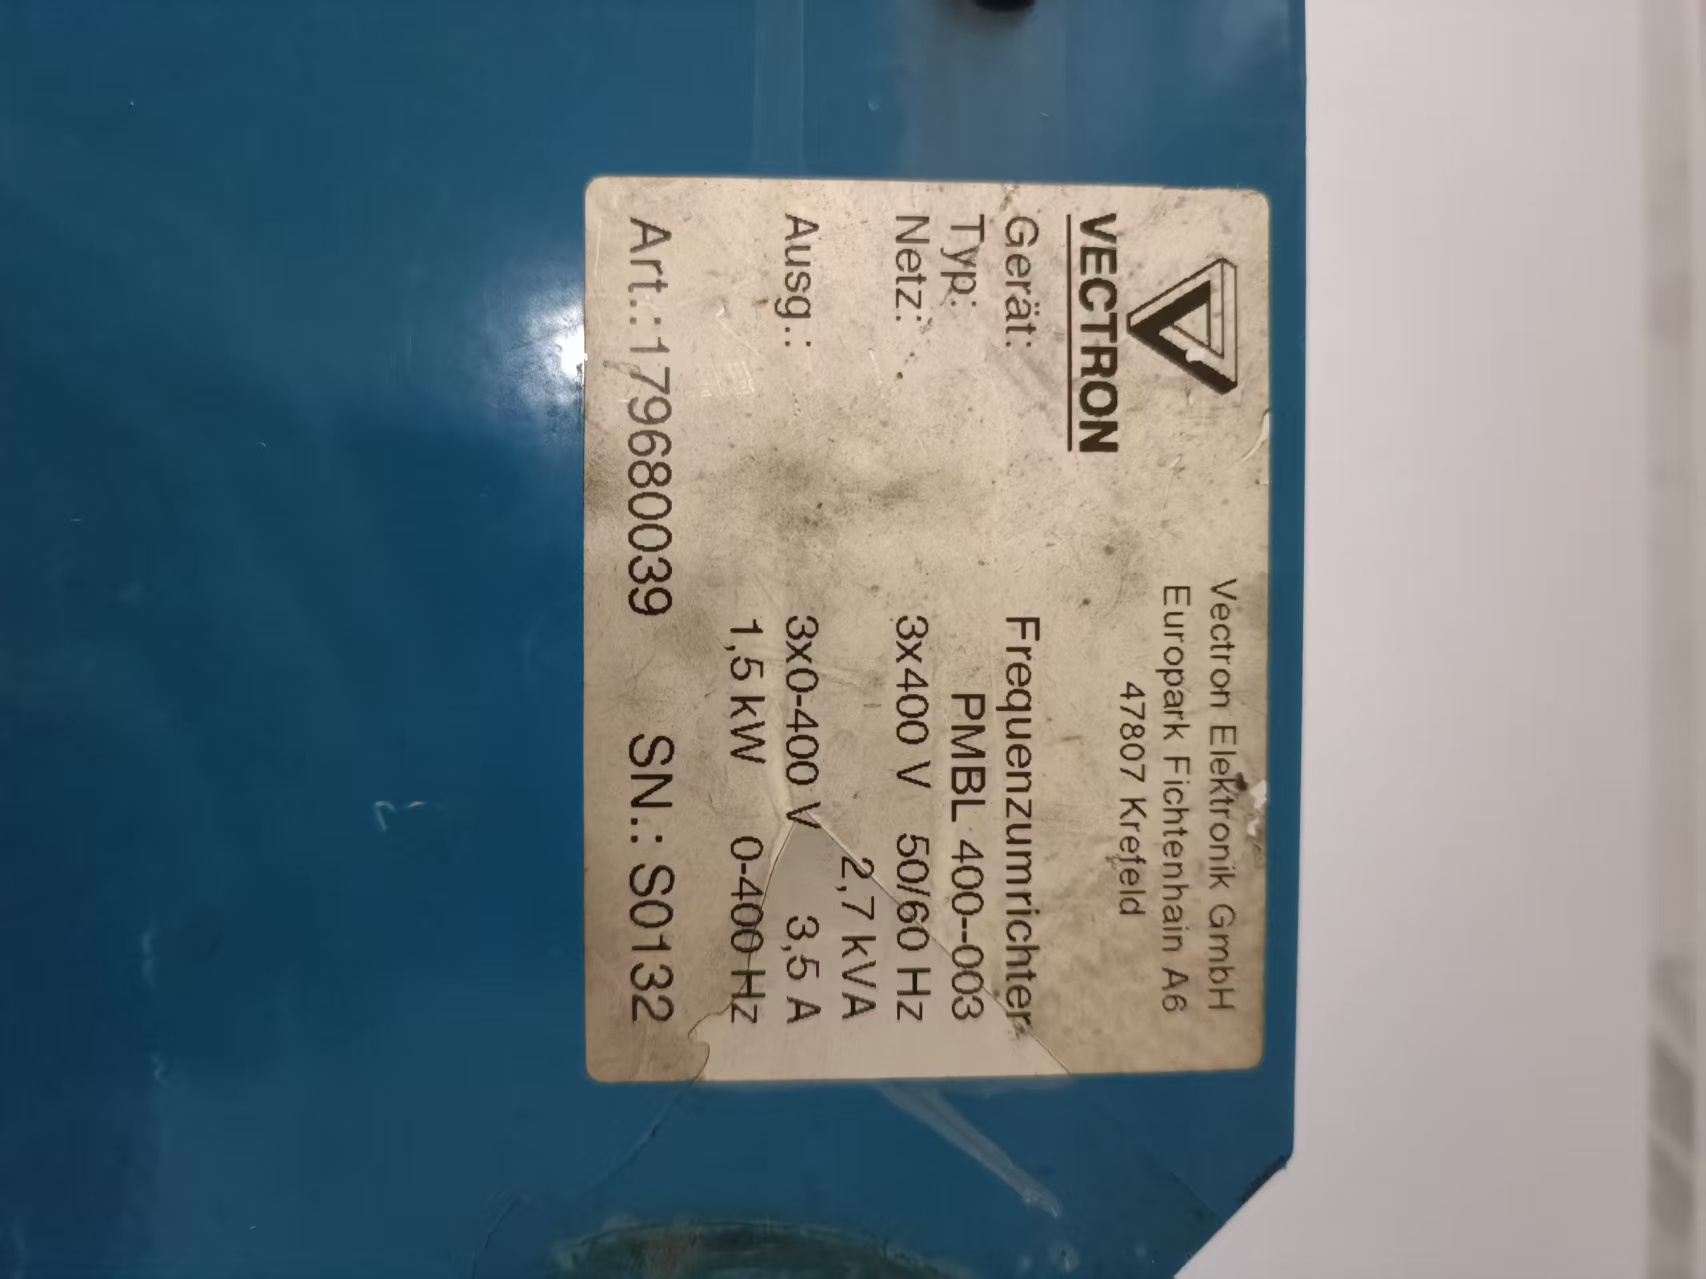 VECTRON
Vectron Elektronik GmbH
Europark Fichtenhain A6
47807 Krefeld
Gerät: Frequenzumrichter
Typ: PMBL 400--003
Netz: 3x400 V 50/60 Hz
2,7 kVA
Ausg.: 3x0-400 V 3,5 A
1,5 kW 0-400 Hz
Art.:179680039 SN.: S0132